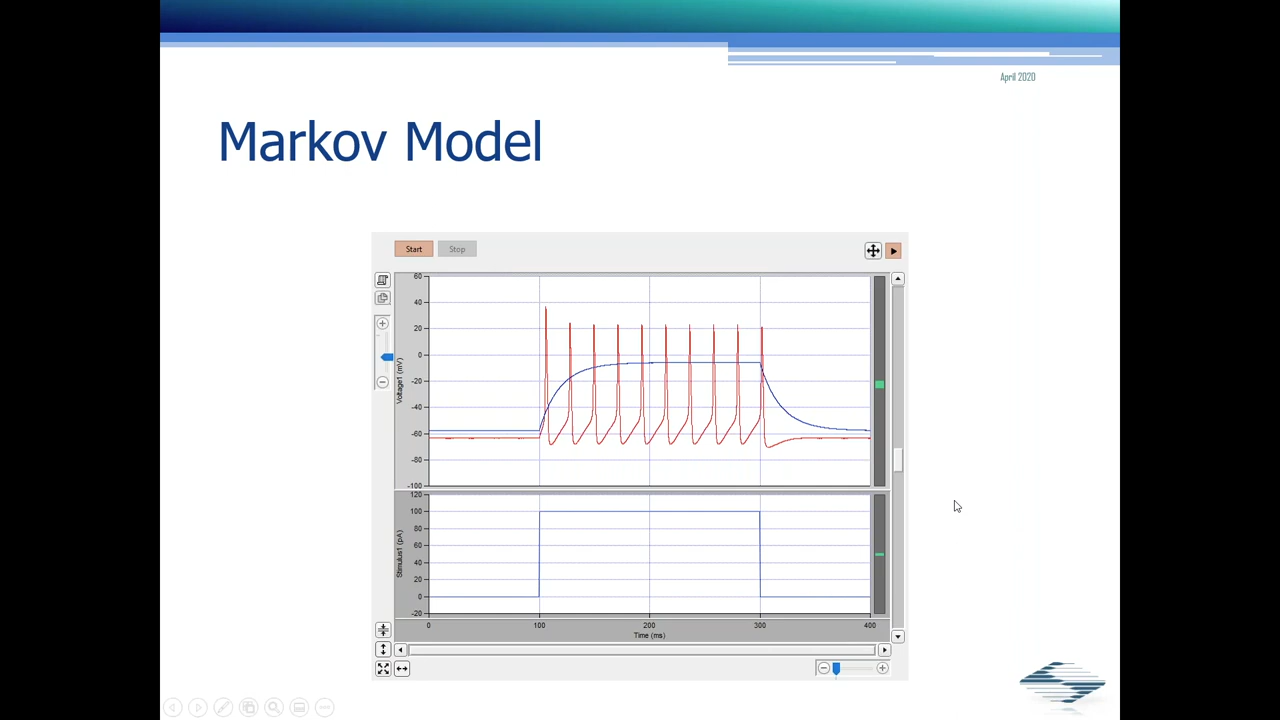 April 2020
Markov Model
Start Stop
60
40
20
0
-20
-40
-60
-80
-100
Voltage1 (mV)
120
100
80
60
40
20
0
-20
Stimulus1 (pA)
0 100 200 300 400
Time (ms)